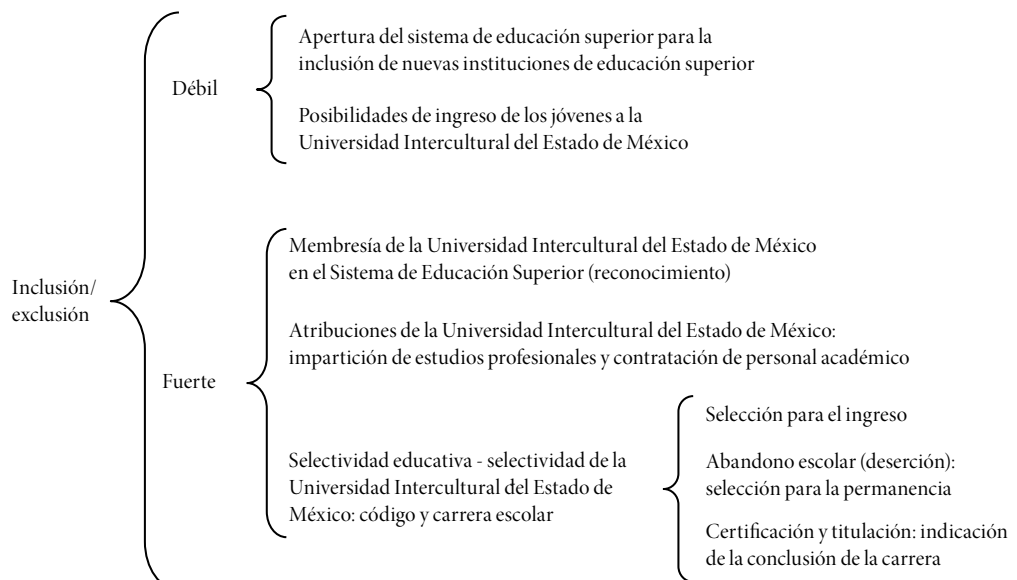 Inclusión/
exclusión
Débil
Apertura del sistema de educación superior para la
inclusión de nuevas instituciones de educación superior
Posibilidades de ingreso de los jóvenes a la
Universidad Intercultural del Estado de México
Fuerte
Membresía de la Universidad Intercultural del Estado de México
en el Sistema de Educación Superior (reconocimiento)
Atribuciones de la Universidad Intercultural del Estado de México:
impartición de estudios profesionales y contratación de personal académico
Selectividad educativa - selectividad de la
Universidad Intercultural del Estado de
México: código y carrera escolar
Selección para el ingreso
Abandono escolar (deserción):
selección para la permanencia
Certificación y titulación: indicación
de la conclusión de la carrera